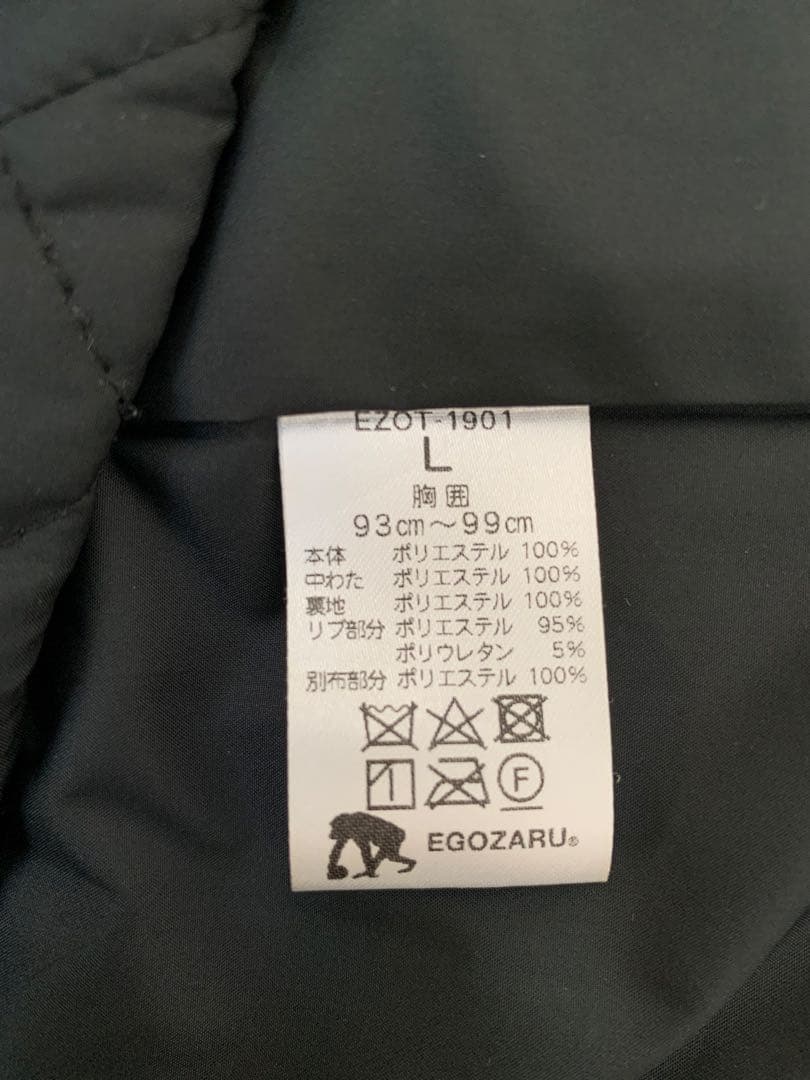 EZOT-1901
L
胸囲
93cm～99cm
本体 ポリエステル 100%
中わた ポリエステル 100%
裏地 ポリエステル 100%
リブ部分 ポリエステル 95%
ポリウレタン 5%
別布部分 ポリエステル 100%
F
EGOZARU®